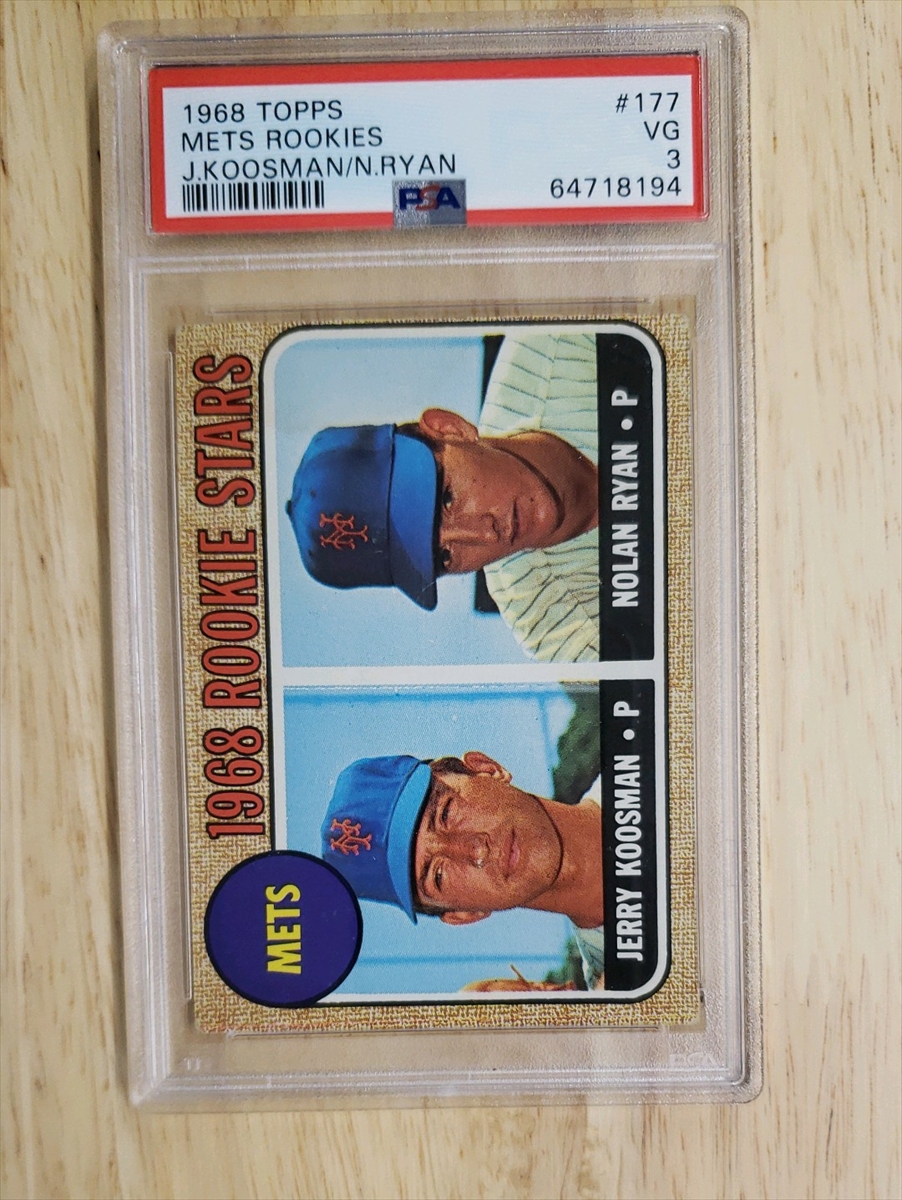 1968 TOPPS #177
METS ROOKIES VG
J.KOOSMAN/N.RYAN 3
PSA 64718194
1968 ROOKIE STARS
METS
JERRY KOOSMAN • P
NOLAN RYAN • P
PSA